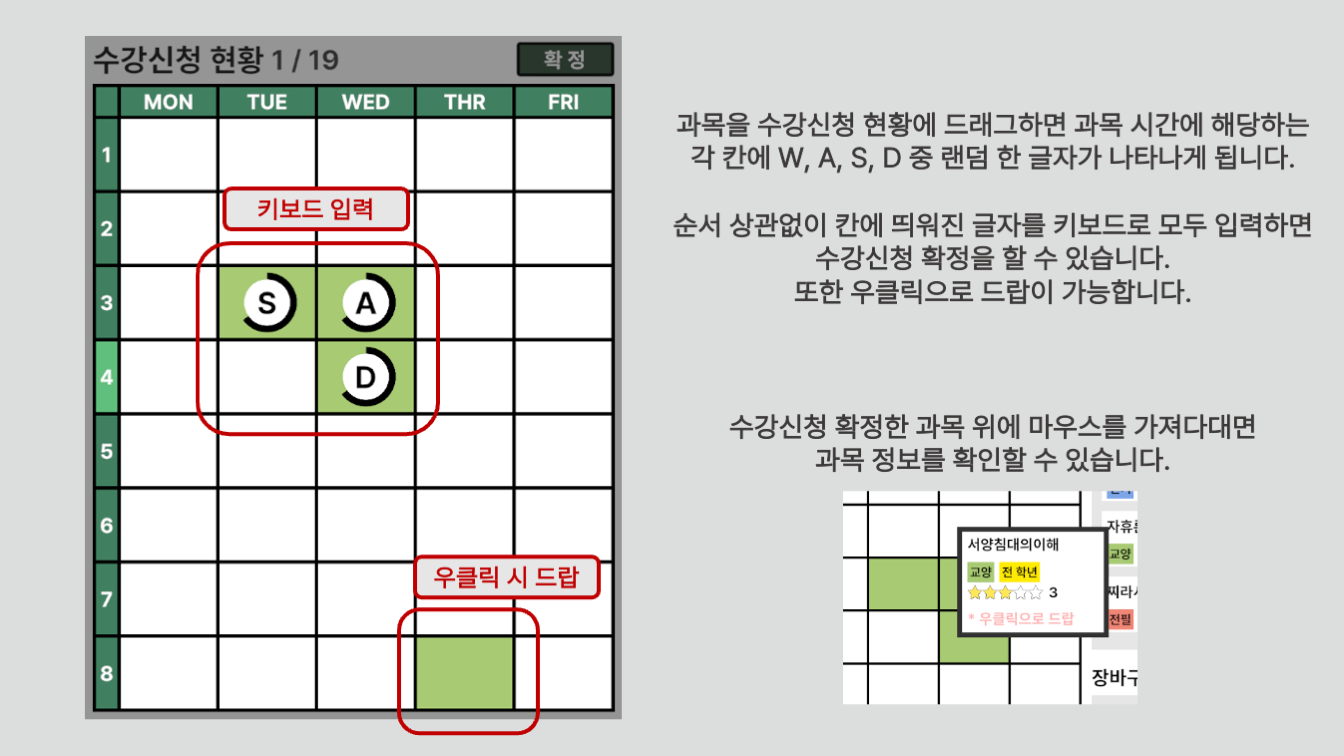 수강신청 현황 1 / 19
확 정
MON TUE WED THR FRI
1
키보드 입력
2
3 S A
4 D
5
6
우클릭 시 드랍
7
8
과목을 수강신청 현황에 드래그하면 과목 시간에 해당하는
각 칸에 W, A, S, D 중 랜덤 한 글자가 나타나게 됩니다.
순서 상관없이 칸에 띄워진 글자를 키보드로 모두 입력하면
수강신청 확정을 할 수 있습니다.
또한 우클릭으로 드랍이 가능합니다.
수강신청 확정한 과목 위에 마우스를 가져다대면
과목 정보를 확인할 수 있습니다.
서양침대의이해
교양 전 학년
3
* 우클릭으로 드랍
자휴
교양
찌라
전필
장바구